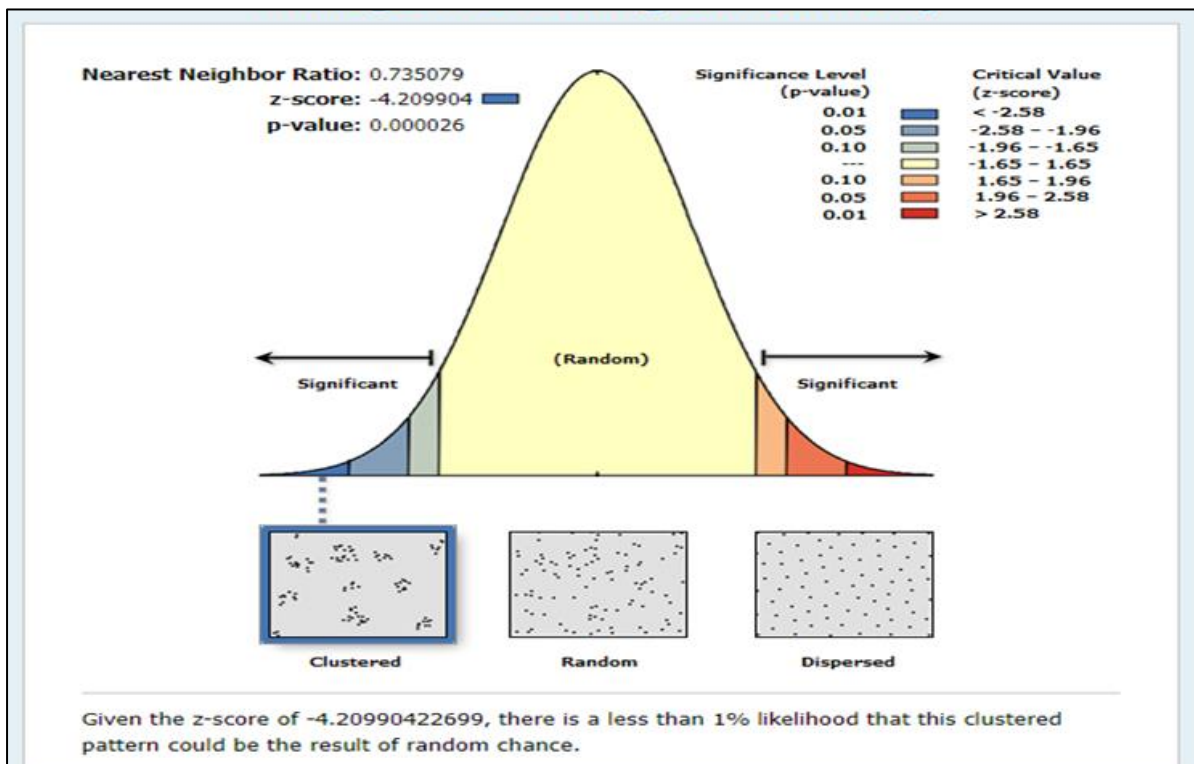 Nearest Neighbor Ratio: 0.735079
z-score: -4.209904
p-value: 0.000026
Significance Level
(p-value)
Critical Value
(z-score)
0.01 < -2.58
0.05 -2.58 – -1.96
0.10 -1.96 – -1.65
--- -1.65 – 1.65
0.10 1.65 – 1.96
0.05 1.96 – 2.58
0.01 > 2.58
(Random)
Significant
Significant
Clustered
Random
Dispersed
Given the z-score of -4.20990422699, there is a less than 1% likelihood that this clustered
pattern could be the result of random chance.